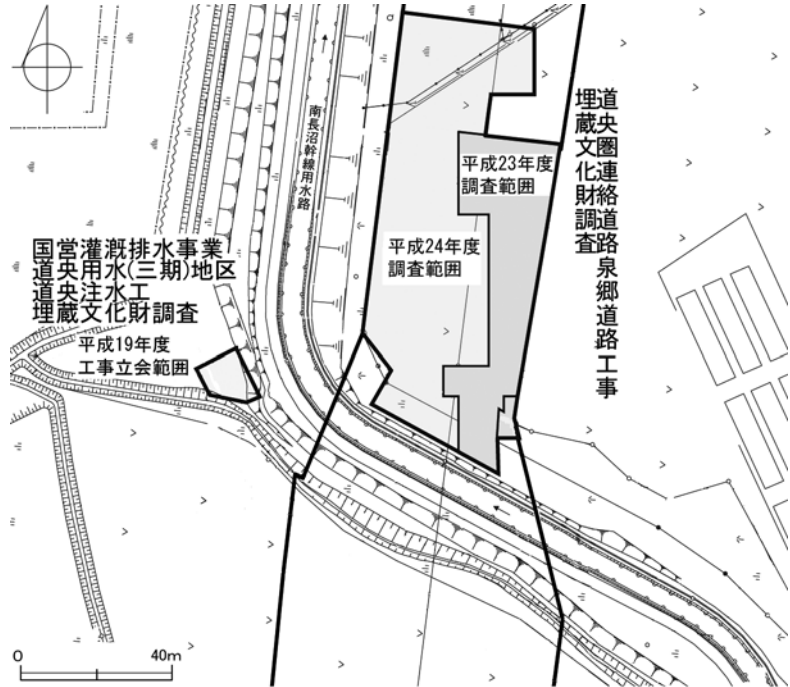 道央圏連絡道路泉郷道路工事
埋蔵文化財調査
南長沼幹線用水路
平成23年度
調査範囲
平成24年度
調査範囲
国営灌漑排水事業
道央用水(三期)地区
道央注水工
埋蔵文化財調査
平成19年度
工事立会範囲
0 40m